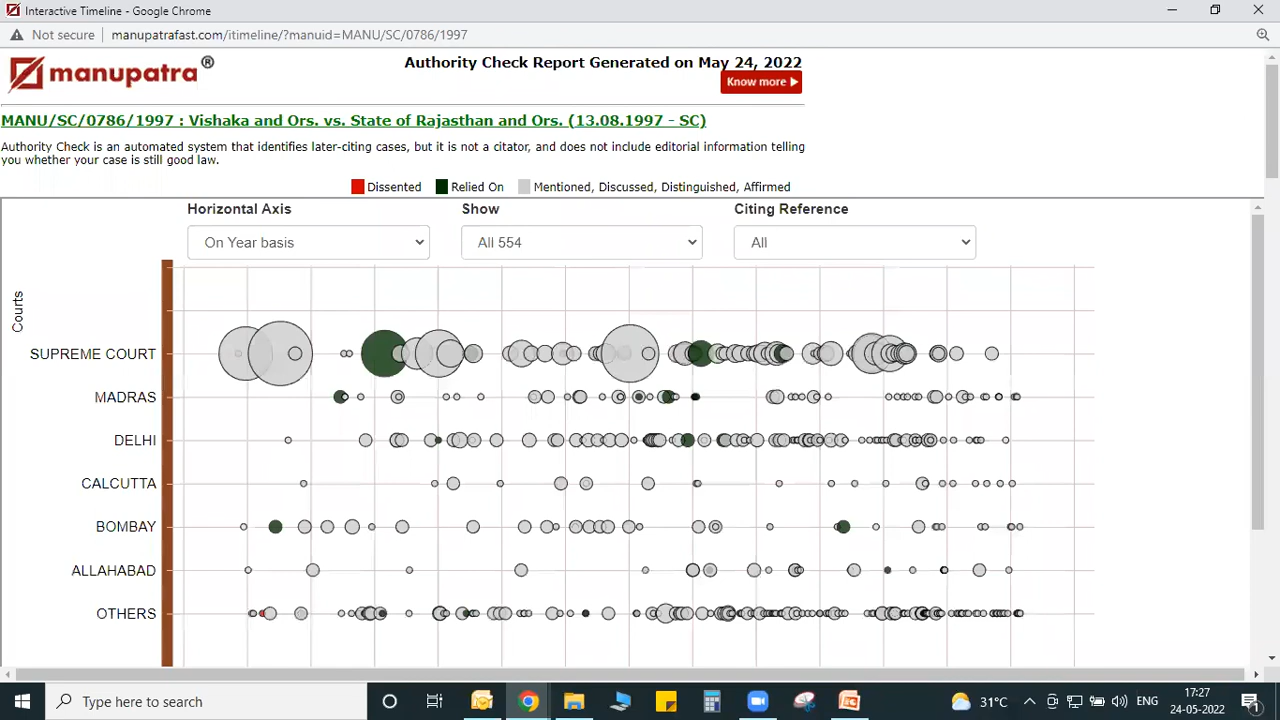 Interactive Timeline - Google Chrome
Not secure | manupatrafast.com/itimeline/?manuid=MANU/SC/0786/1997
manupatra®
Authority Check Report Generated on May 24, 2022
Know more
MANU/SC/0786/1997 : Vishaka and Ors. vs. State of Rajasthan and Ors. (13.08.1997 - SC)
Authority Check is an automated system that identifies later-citing cases, but it is not a citator, and does not include editorial information telling
you whether your case is still good law.
Dissented Relied On Mentioned, Discussed, Distinguished, Affirmed
Horizontal Axis Show Citing Reference
On Year basis All 554 All
Courts
SUPREME COURT
MADRAS
DELHI
CALCUTTA
BOMBAY
ALLAHABAD
OTHERS
Type here to search
31°C
ENG
17:27
24-05-2022
1